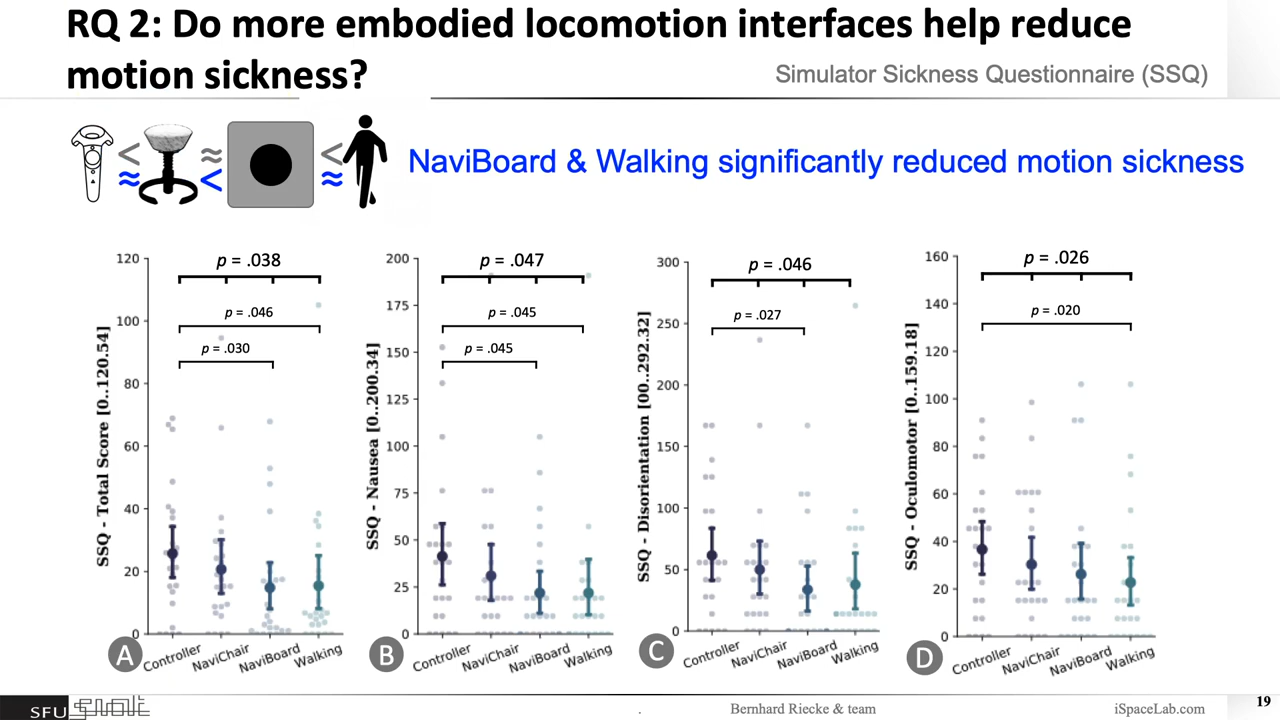 RQ 2: Do more embodied locomotion interfaces help reduce
motion sickness?
Simulator Sickness Questionnaire (SSQ)
< ≈ <
≈ < ≈
NaviBoard & Walking significantly reduced motion sickness
p = .038
p = .046
p = .030
SSQ - Total Score [0..120.54]
120
100
80
60
40
20
0
A
Controller
NaviChair
NaviBoard
Walking
p = .047
p = .045
p = .045
SSQ - Nausea [0..200.34]
200
175
150
125
100
75
50
25
0
B
Controller
NaviChair
NaviBoard
Walking
p = .046
p = .027
SSQ - Disorientation [00..292.32]
300
250
200
150
100
50
0
C
Controller
NaviChair
NaviBoard
Walking
p = .026
p = .020
SSQ - Oculomotor [0..159.18]
160
140
120
100
80
60
40
20
0
D
Controller
NaviChair
NaviBoard
Walking
SFU
Bernhard Riecke & team
iSpaceLab.com
19